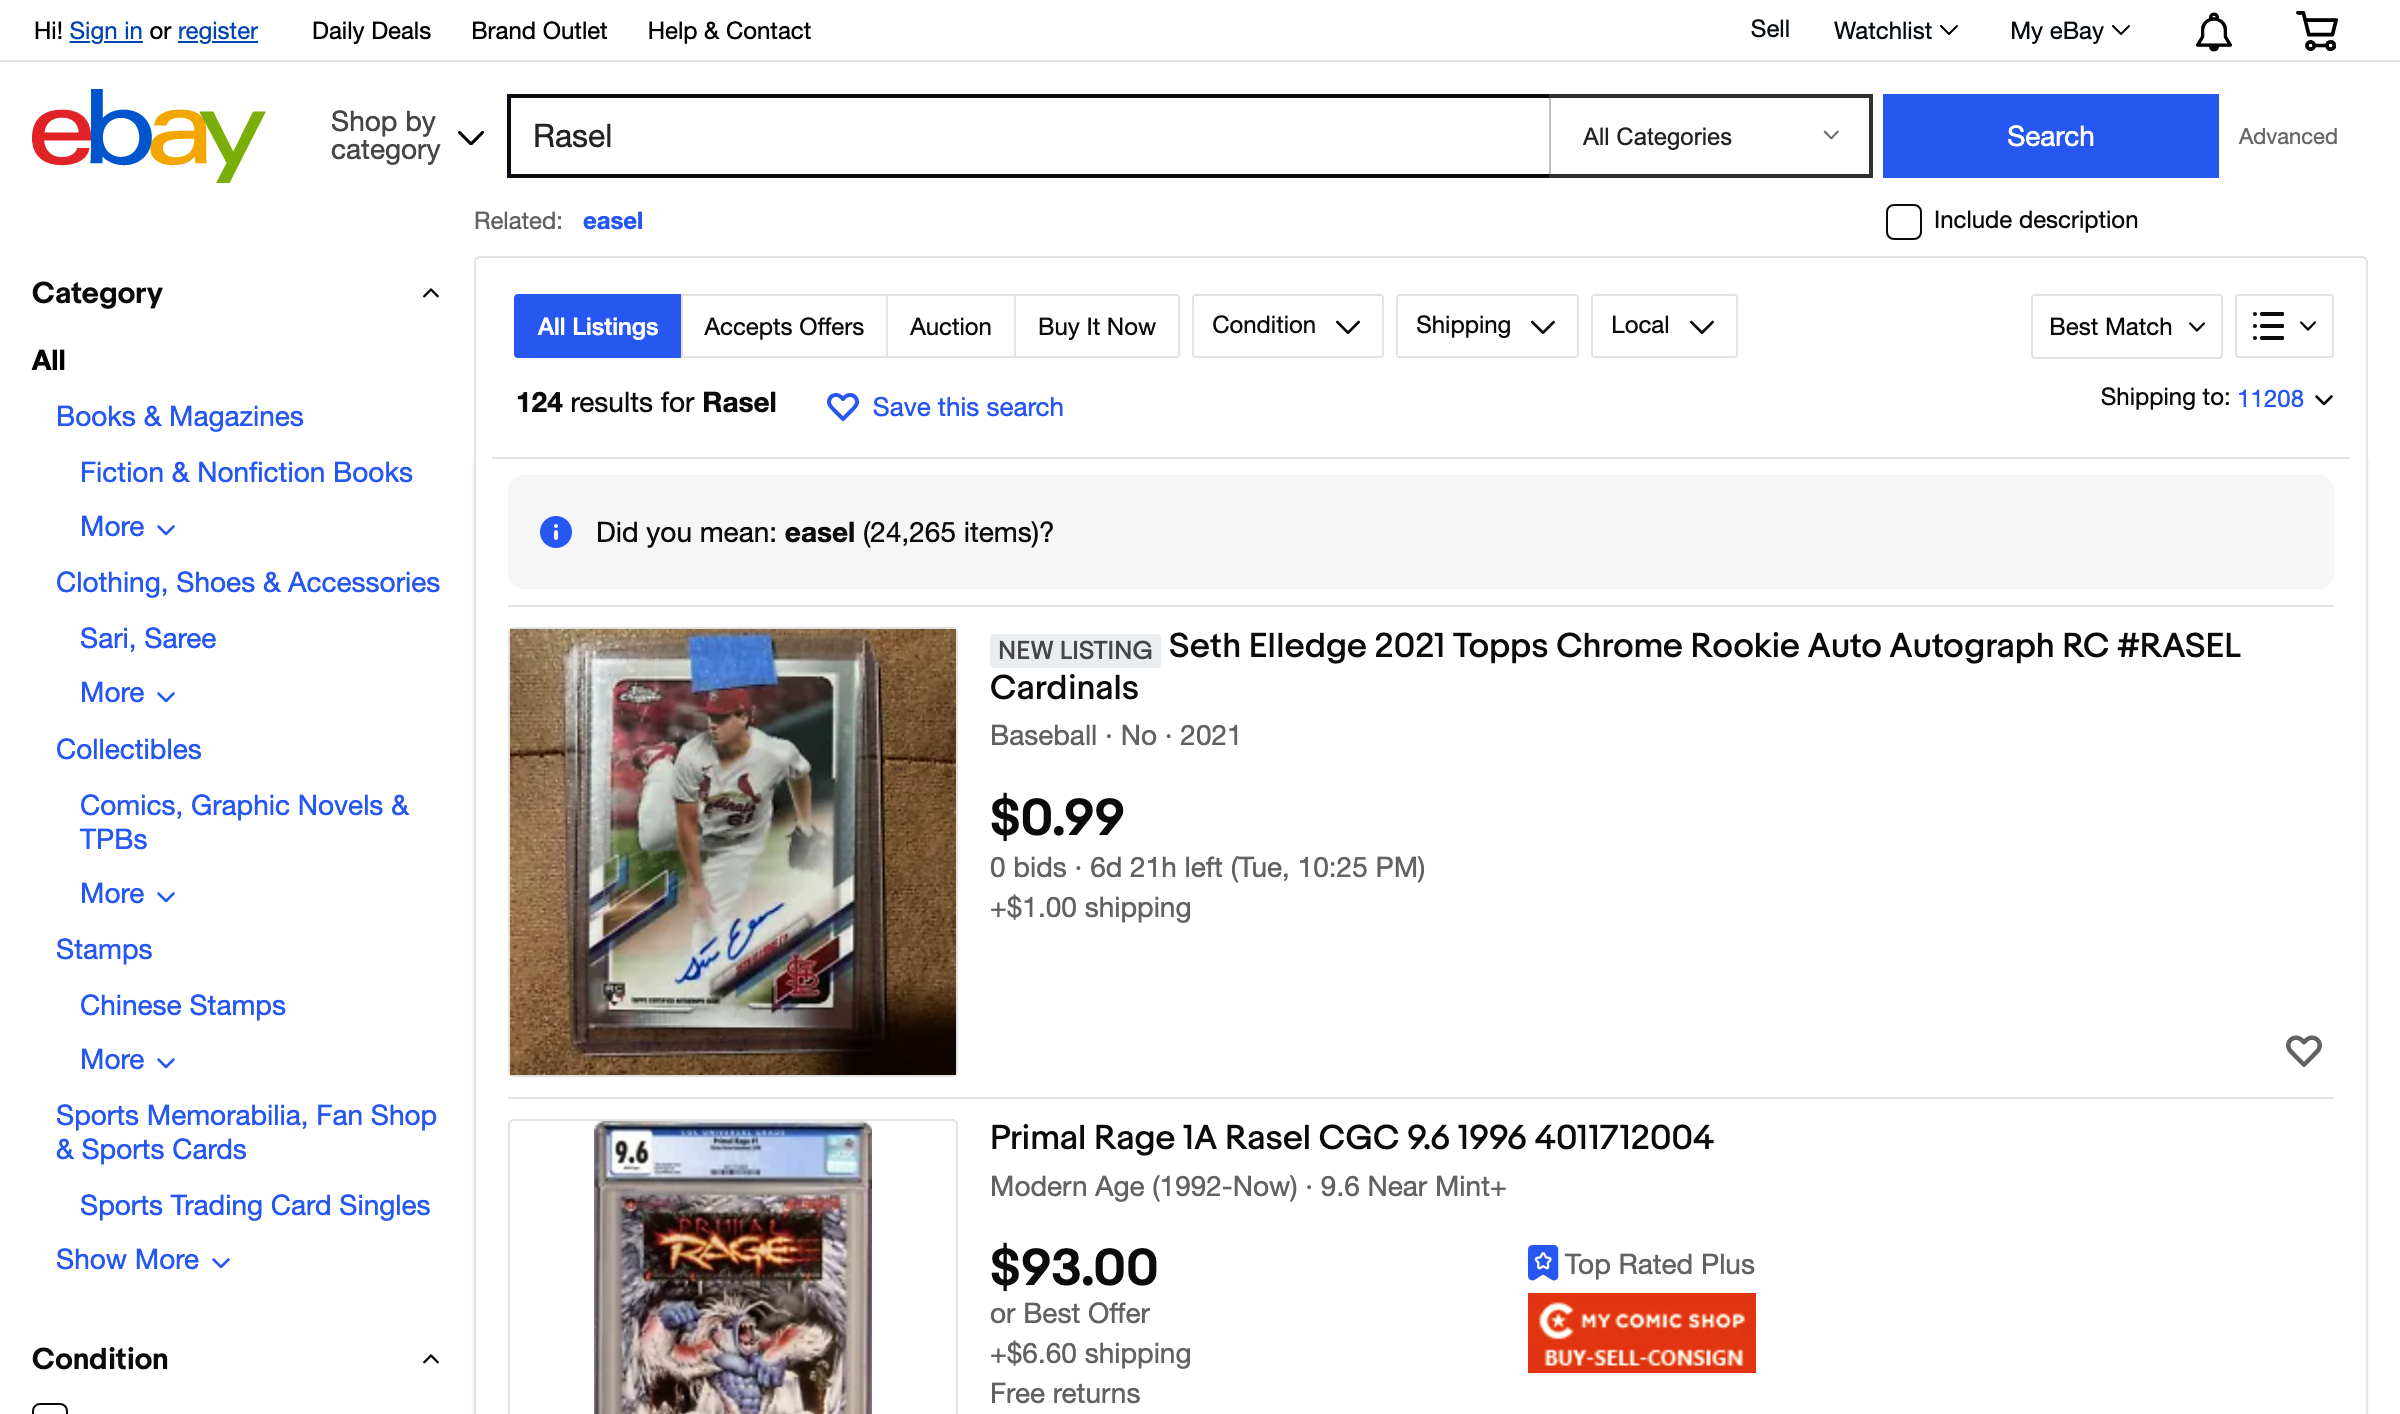 Hi! Sign in or register Daily Deals Brand Outlet Help & Contact Sell Watchlist My eBay
ebay
Shop by
category
Rasel
All Categories
Search
Advanced
Related: easel
Include description
Category
All
Books & Magazines
Fiction & Nonfiction Books
More
Clothing, Shoes & Accessories
Sari, Saree
More
Collectibles
Comics, Graphic Novels &
TPBs
More
Stamps
Chinese Stamps
More
Sports Memorabilia, Fan Shop
& Sports Cards
Sports Trading Card Singles
Show More
Condition
All Listings Accepts Offers Auction Buy It Now Condition Shipping Local Best Match
124 results for Rasel Save this search Shipping to: 11208
Did you mean: easel (24,265 items)?
NEW LISTING Seth Elledge 2021 Topps Chrome Rookie Auto Autograph RC #RASEL
Cardinals
Baseball · No · 2021
$0.99
0 bids · 6d 21h left (Tue, 10:25 PM)
+$1.00 shipping
9.6
PRIMAL
RAGE
Primal Rage 1A Rasel CGC 9.6 1996 4011712004
Modern Age (1992-Now) · 9.6 Near Mint+
$93.00
or Best Offer
+$6.60 shipping
Free returns
Top Rated Plus
MY COMIC SHOP
BUY-SELL-CONSIGN